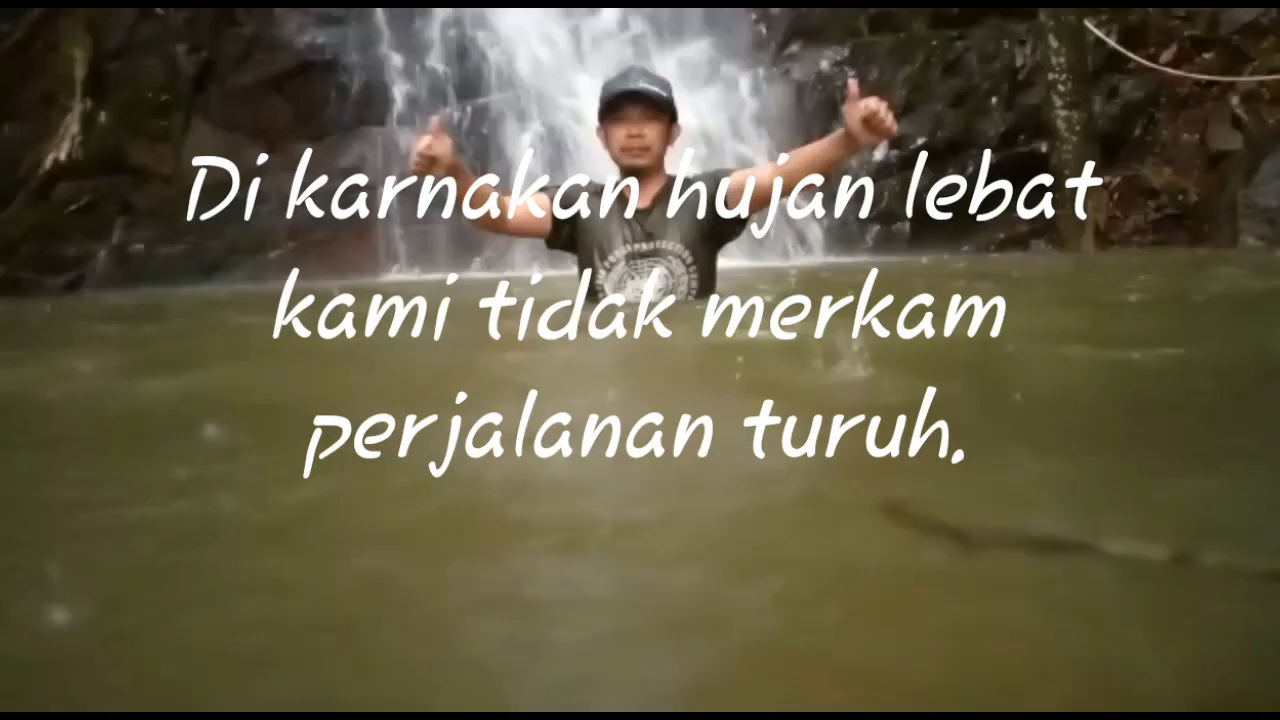 Di karnakan hujan lebat
kami tidak merkam
perjalanan turuh.